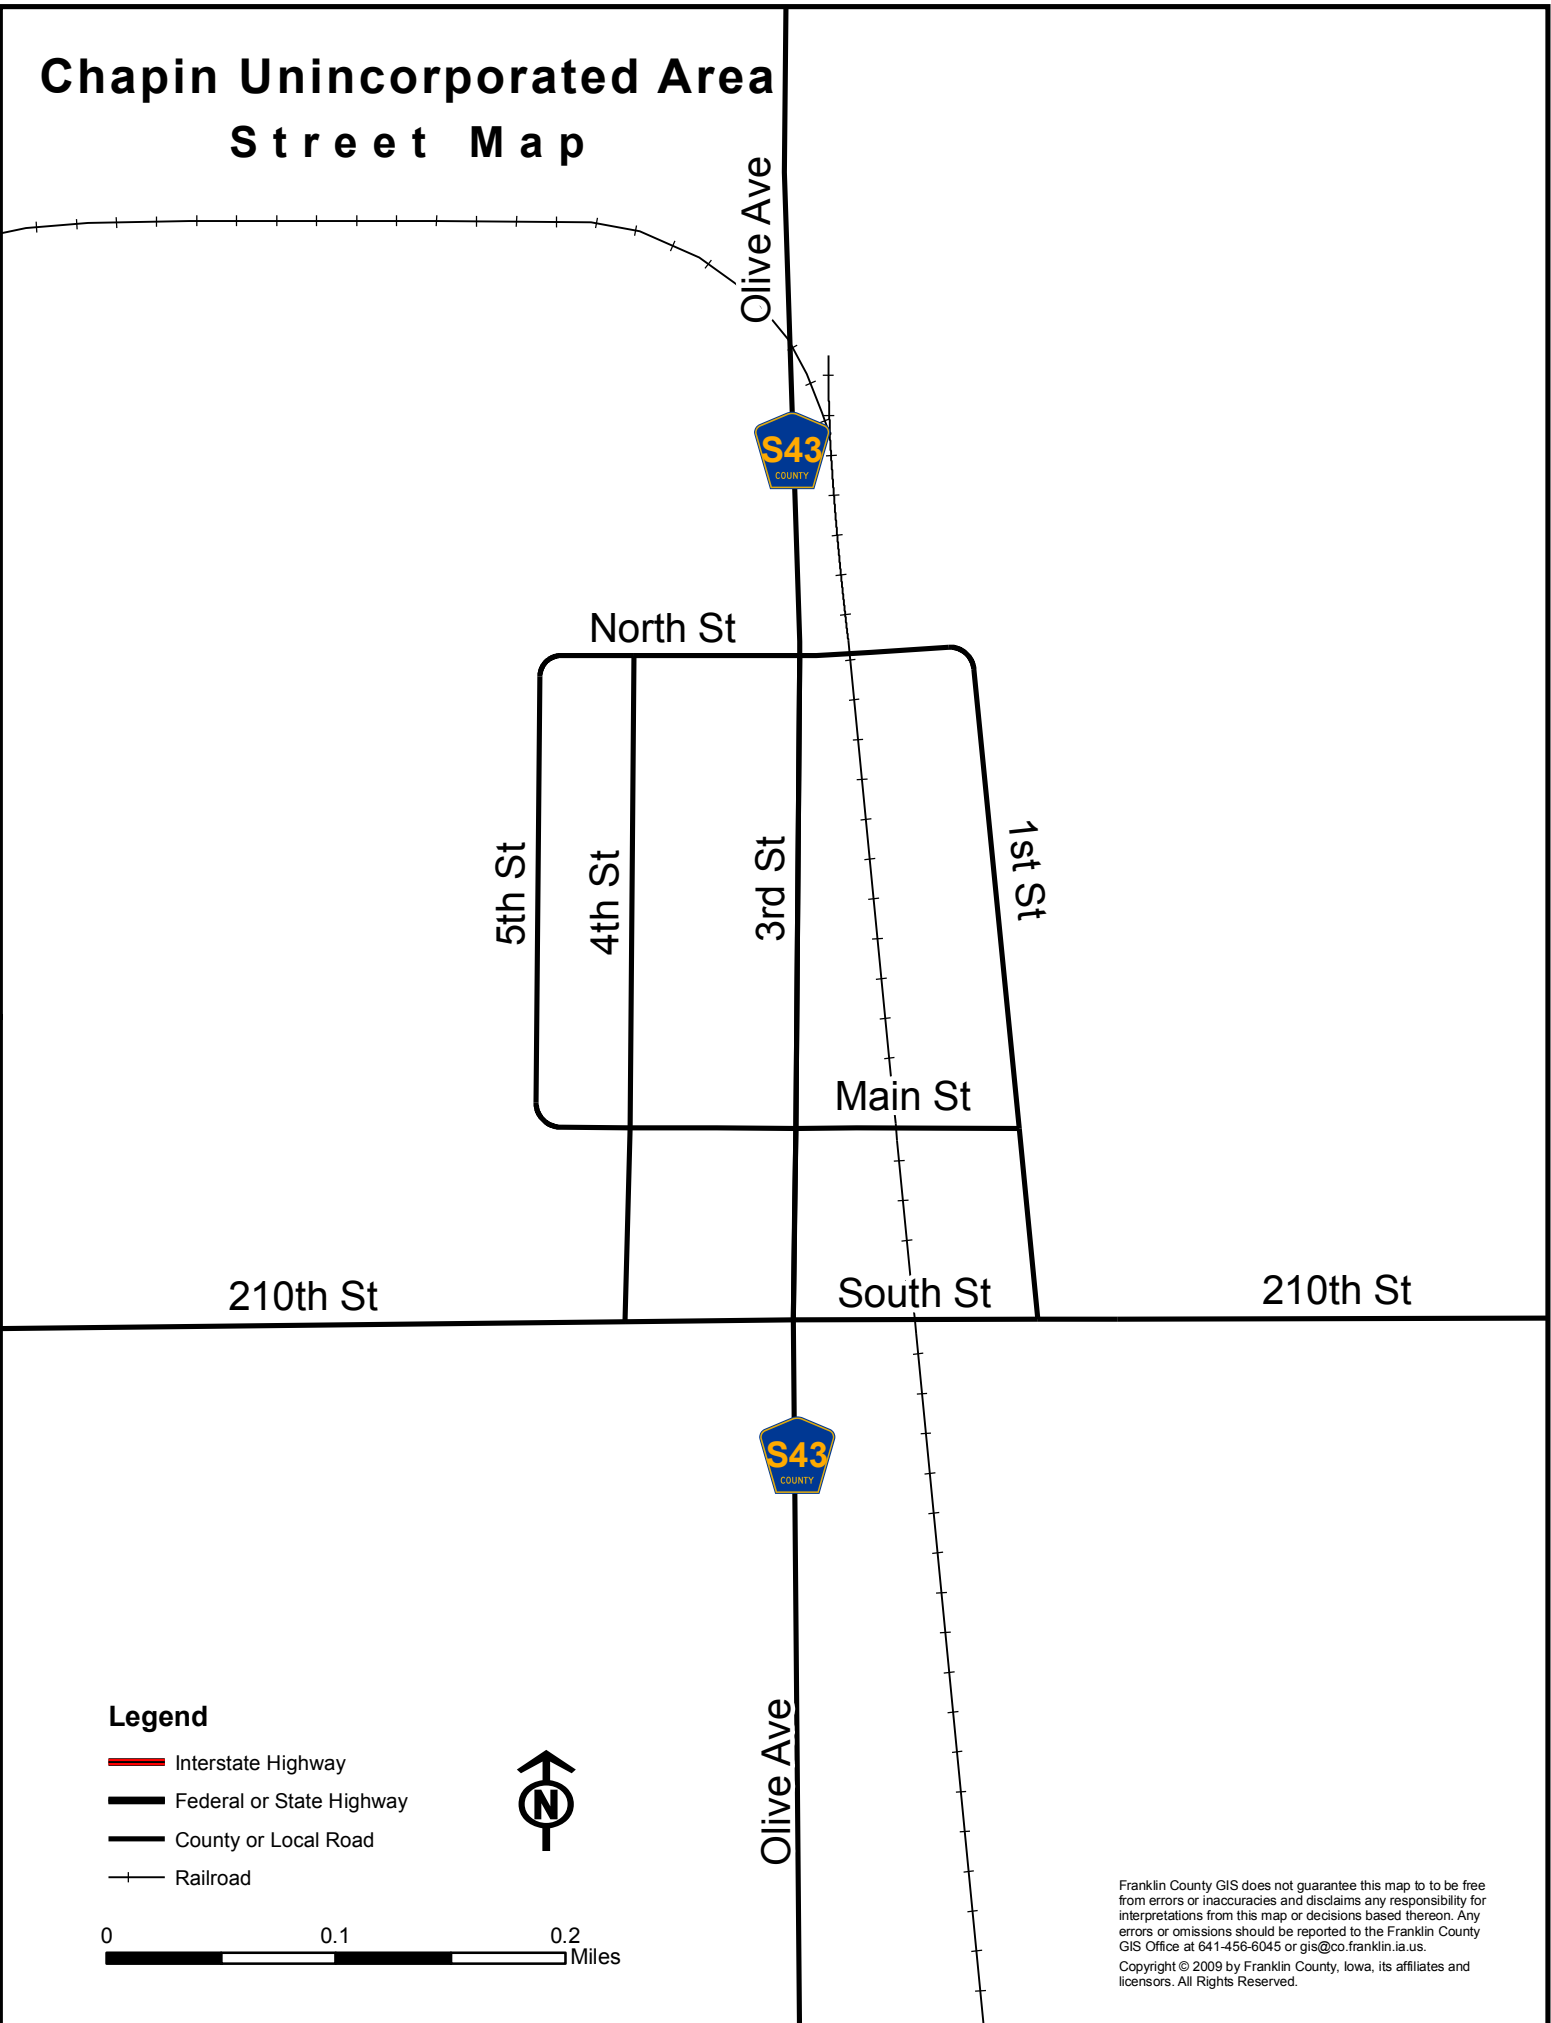 Chapin Unincorporated Area
Street Map
Olive Ave
S43
COUNTY
North St
5th St
4th St
3rd St
1st St
Main St
210th St
South St
210th St
S43
COUNTY
Olive Ave
Legend
Interstate Highway
Federal or State Highway
County or Local Road
Railroad
N
0 0.1 0.2
Miles
Franklin County GIS does not guarantee this map to to be free
from errors or inaccuracies and disclaims any responsibility for
interpretations from this map or decisions based thereon. Any
errors or omissions should be reported to the Franklin County
GIS Office at 641-456-6045 or gis@co.franklin.ia.us.
Copyright © 2009 by Franklin County, Iowa, its affiliates and
licensors. All Rights Reserved.